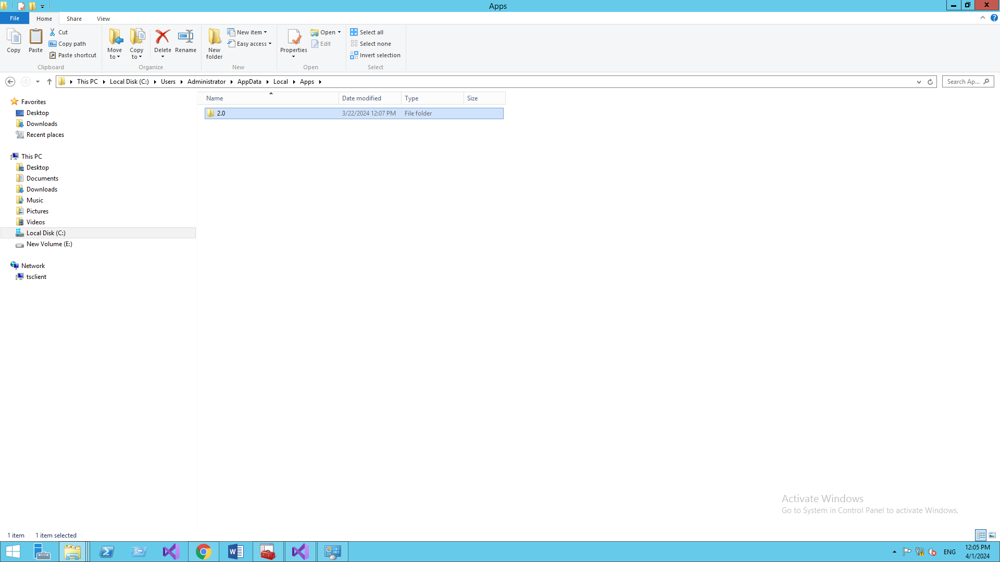 Apps
File Home Share View
Copy
Paste
Cut
Copy path
Paste shortcut
Clipboard
Move to
Copy to
Delete
Rename
Organize
New folder
New item
Easy access
New
Properties
Open
Edit
Open
Select all
Select none
Invert selection
Select
This PC Local Disk (C:) Users Administrator AppData Local Apps
Search Ap...
Favorites
Desktop
Downloads
Recent places
This PC
Desktop
Documents
Downloads
Music
Pictures
Videos
Local Disk (C:)
New Volume (E:)
Network
tsclient
Name Date modified Type Size
2.0 3/22/2024 12:07 PM File folder
Activate Windows
Go to System in Control Panel to activate Windows.
1 item 1 item selected
ENG
12:05 PM
4/1/2024